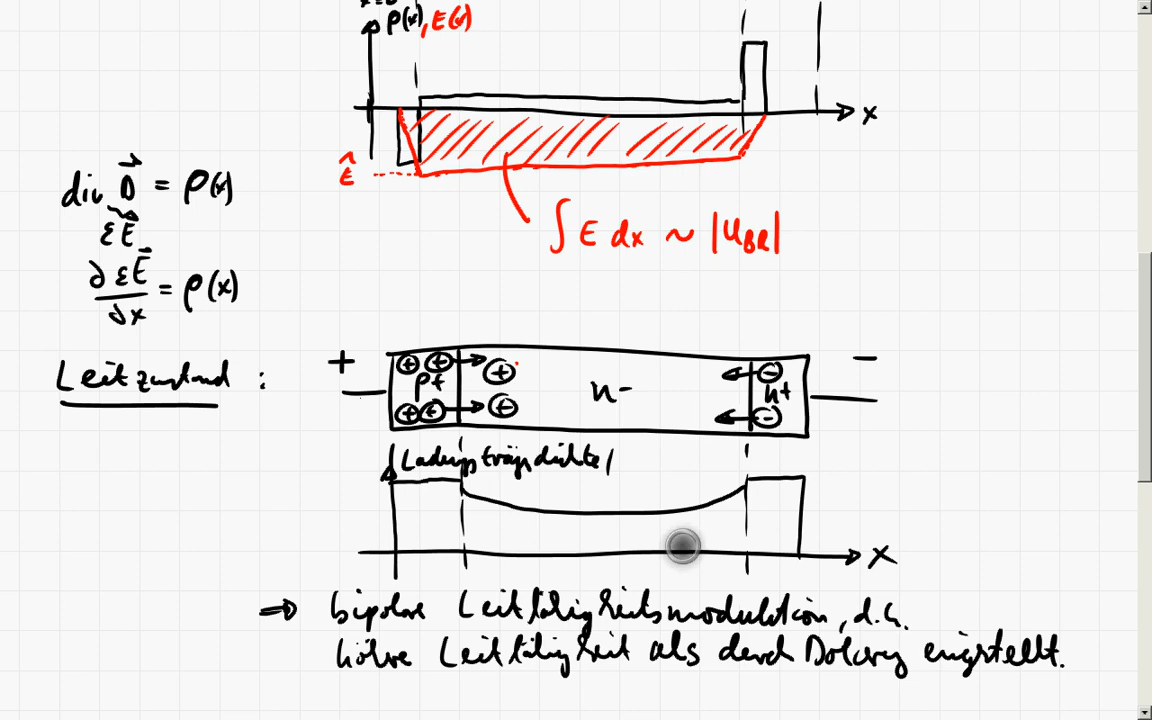 ρ(x), E(x)
x
Ê
div D⃗ = ρ(x)
εE⃗
∂εE⃗ / ∂x = ρ(x)
∫ E dx ~ |U_BR|
Leitzustand :
+ −
⊕ ⊕ ⊕ ⊖
p+ n- n+
⊕ ⊕ ⊕ ⊖
Ladungsträgerdichte
x
⇒ bipolare Leitfähigkeitsmodulation, d.h.
höhere Leitfähigkeit als durch Dotierung eingestellt.